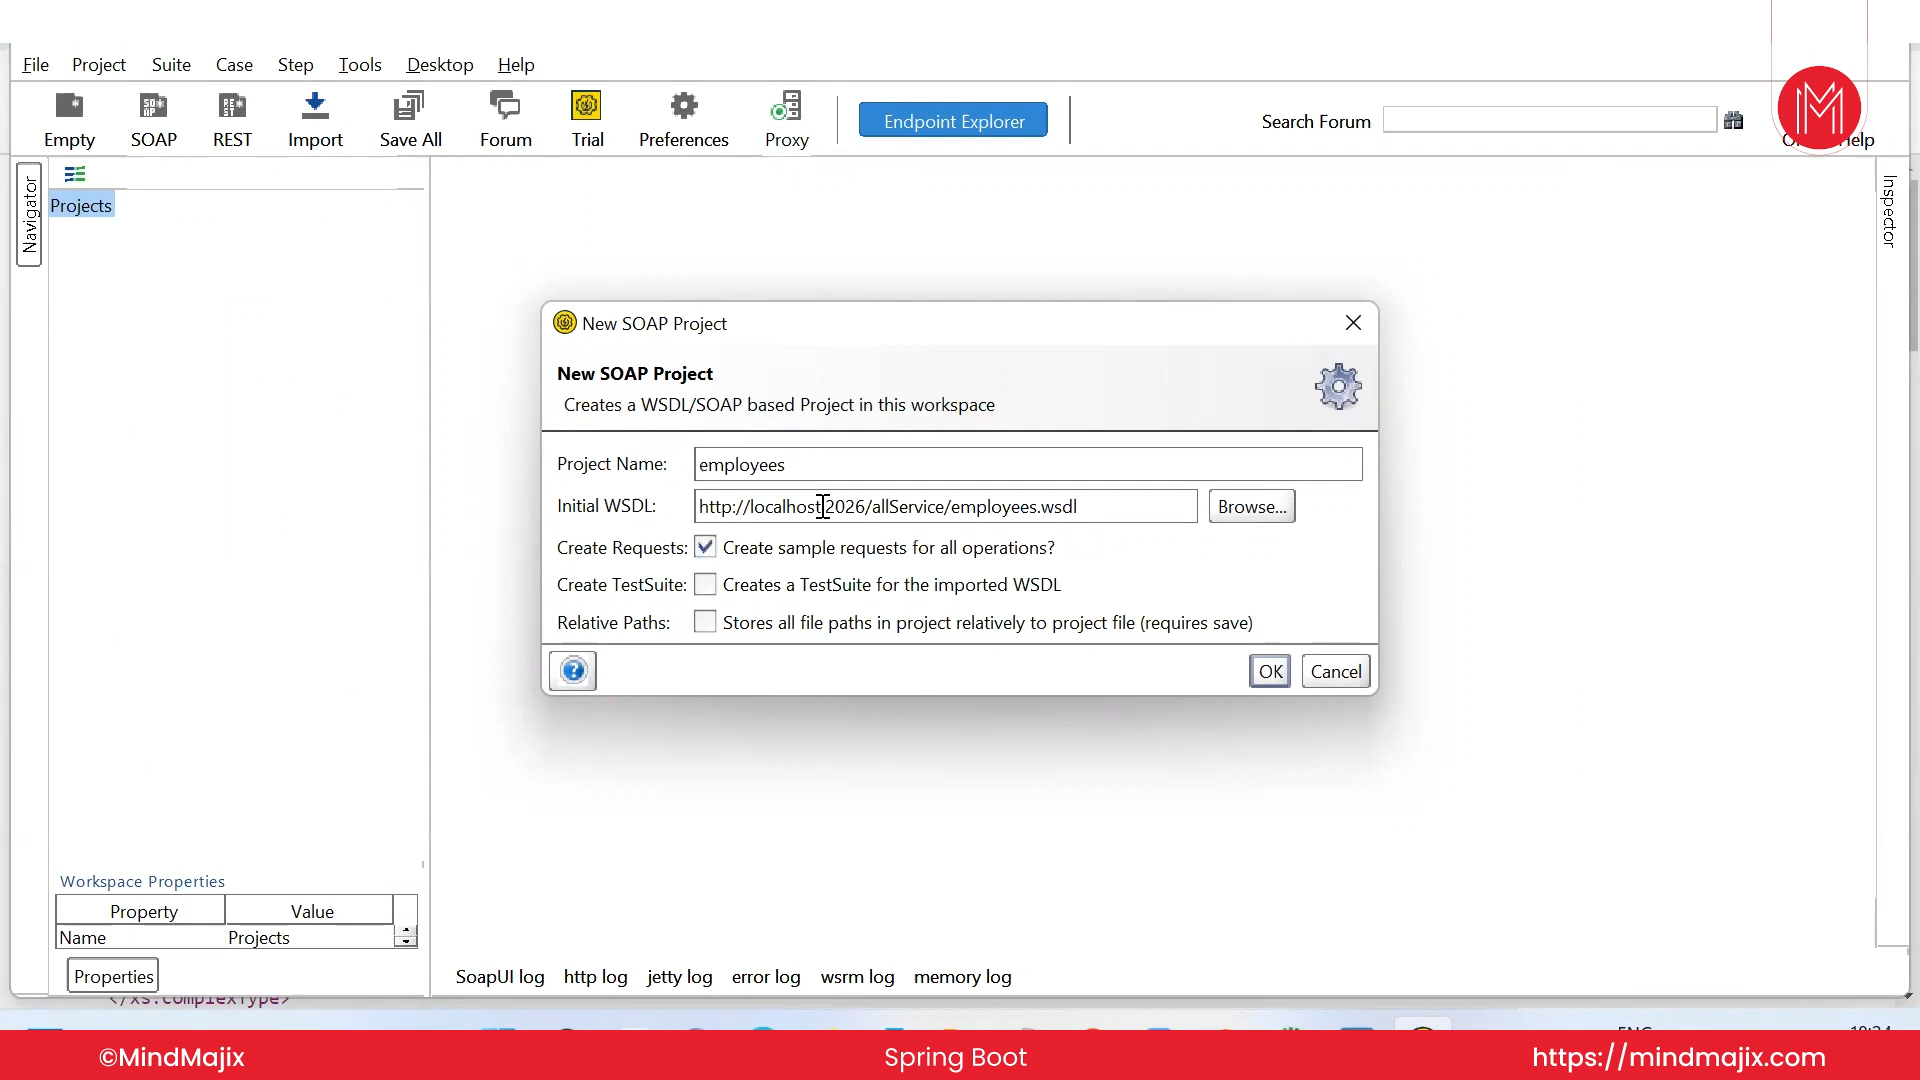 File Project Suite Case Step Tools Desktop Help
Empty SOAP REST Import Save All Forum Trial Preferences Proxy
Endpoint Explorer
Search Forum
Help
Navigator
Projects
Inspector
New SOAP Project
New SOAP Project
Creates a WSDL/SOAP based Project in this workspace
Project Name: employees
Initial WSDL: http://localhost:2026/allService/employees.wsdl Browse...
Create Requests: Create sample requests for all operations?
Create TestSuite: Creates a TestSuite for the imported WSDL
Relative Paths: Stores all file paths in project relatively to project file (requires save)
OK Cancel
Workspace Properties
Property Value
Name Projects
Properties
SoapUI log http log jetty log error log wsrm log memory log
</xs:complexType>
©MindMajix Spring Boot https://mindmajix.com